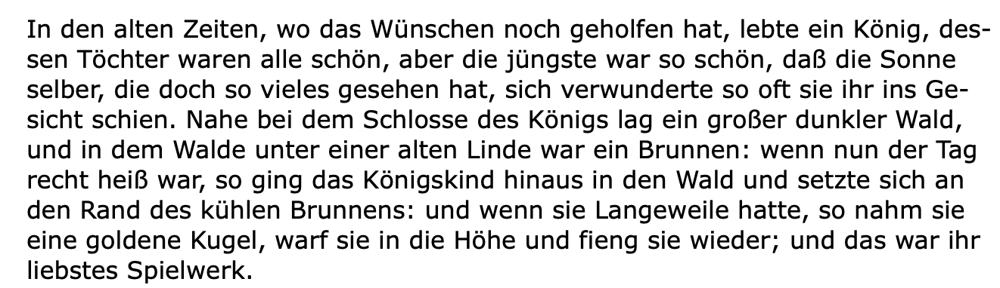 In den alten Zeiten, wo das Wünschen noch geholfen hat, lebte ein König, des-
sen Töchter waren alle schön, aber die jüngste war so schön, daß die Sonne
selber, die doch so vieles gesehen hat, sich verwunderte so oft sie ihr ins Ge-
sicht schien. Nahe bei dem Schlosse des Königs lag ein großer dunkler Wald,
und in dem Walde unter einer alten Linde war ein Brunnen: wenn nun der Tag
recht heiß war, so ging das Königskind hinaus in den Wald und setzte sich an
den Rand des kühlen Brunnens: und wenn sie Langeweile hatte, so nahm sie
eine goldene Kugel, warf sie in die Höhe und fieng sie wieder; und das war ihr
liebstes Spielwerk.